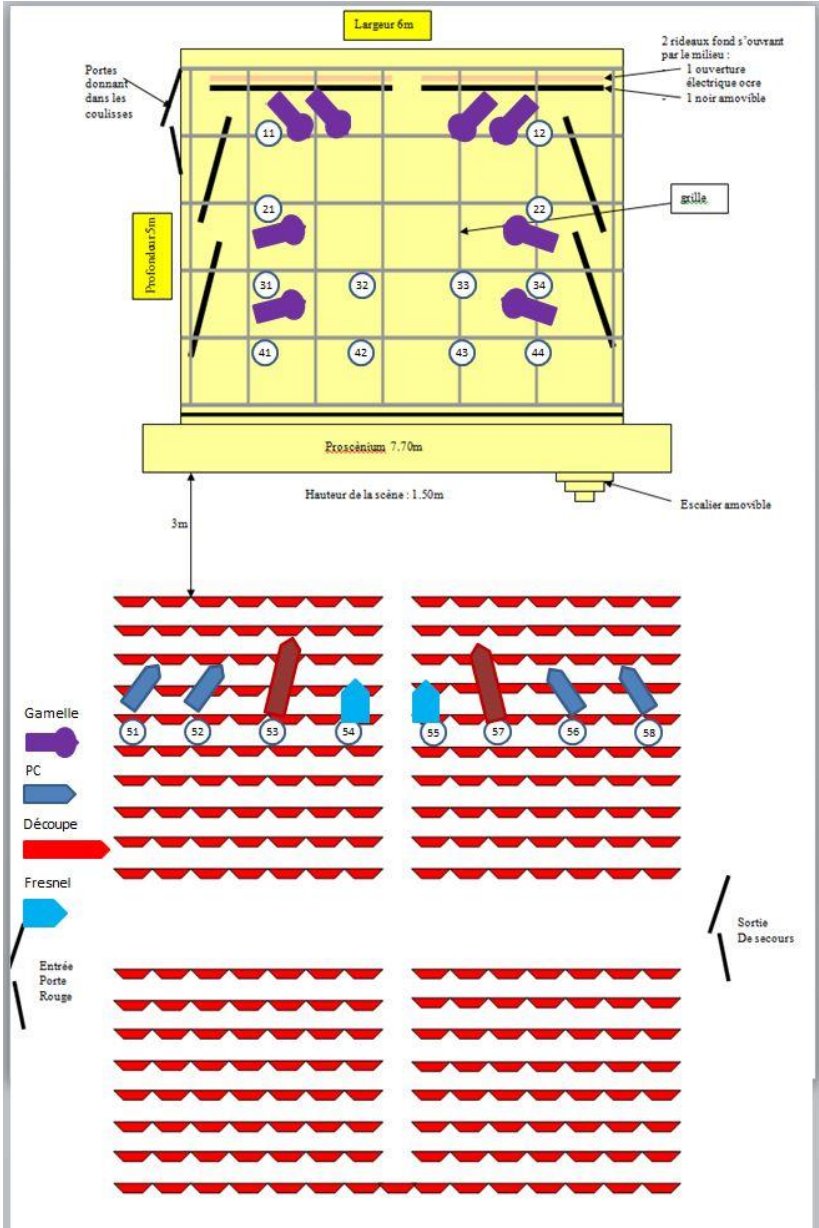 Largeur 6m
2 rideaux fond s'ouvrant
par le milieu :
1 ouverture
électrique ocre
- 1 noir amovible
Portes
donnant
dans les
coulisses
11
12
21
22
grille
Profondeur 5m
31
32
33
34
41
42
43
44
Proscènium 7,70m
Hauteur de la scène : 1.50m
Escalier amovible
3m
51
52
53
54
55
57
56
58
Gamelle
PC
Découpe
Fresnel
Entrée
Porte
Rouge
Sortie
De secours